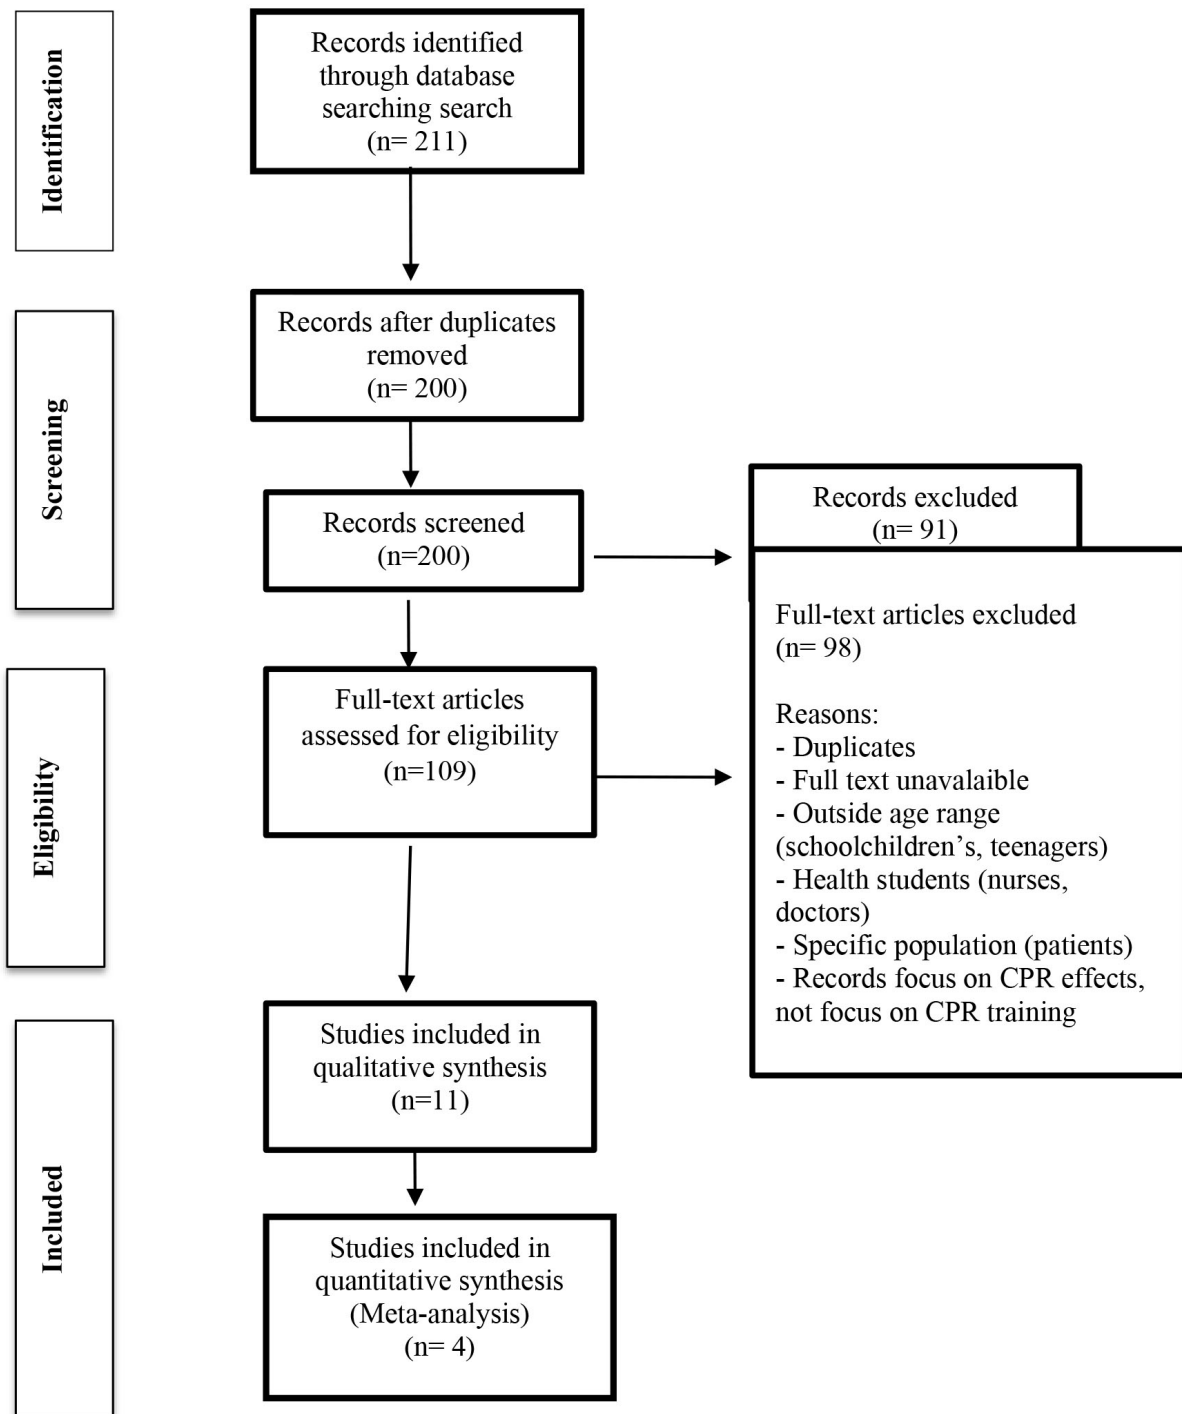 Identification
Records identified
through database
searching search
(n= 211)
Screening
Records after duplicates
removed
(n= 200)
Records screened
(n=200)
Records excluded
(n= 91)
Eligibility
Full-text articles
assessed for eligibility
(n=109)
Full-text articles excluded
(n= 98)
Reasons:
- Duplicates
- Full text unavalaible
- Outside age range
(schoolchildren’s, teenagers)
- Health students (nurses,
doctors)
- Specific population (patients)
- Records focus on CPR effects,
not focus on CPR training
Included
Studies included in
qualitative synthesis
(n=11)
Studies included in
quantitative synthesis
(Meta-analysis)
(n= 4)